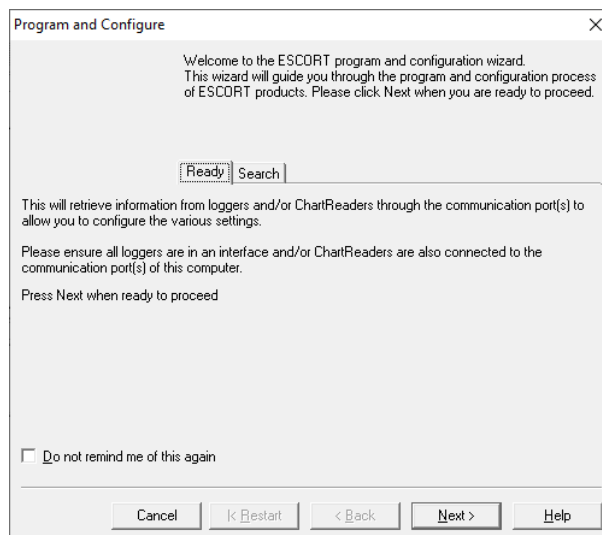 Program and Configure
Welcome to the ESCORT program and configuration wizard.
This wizard will guide you through the program and configuration process
of ESCORT products. Please click Next when you are ready to proceed.
Ready Search
This will retrieve information from loggers and/or ChartReaders through the communication port(s) to
allow you to configure the various settings.
Please ensure all loggers are in an interface and/or ChartReaders are also connected to the
communication port(s) of this computer.
Press Next when ready to proceed
Do not remind me of this again
Cancel |< Restart < Back Next > Help